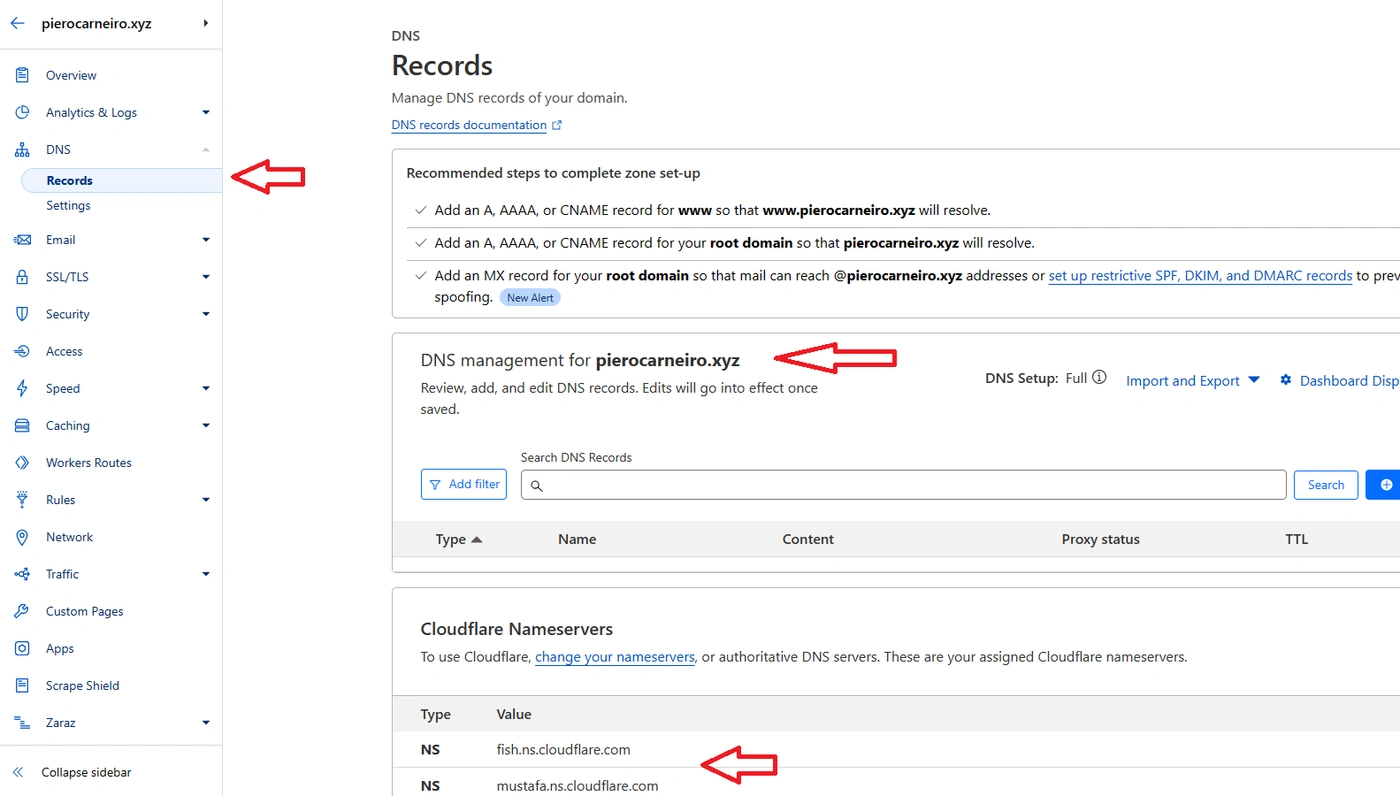 pierocarneiro.xyz
Overview
Analytics & Logs
DNS
Records
Settings
Email
SSL/TLS
Security
Access
Speed
Caching
Workers Routes
Rules
Network
Traffic
Custom Pages
Apps
Scrape Shield
Zaraz
Collapse sidebar
DNS
Records
Manage DNS records of your domain.
DNS records documentation
Recommended steps to complete zone set-up
Add an A, AAAA, or CNAME record for www so that www.pierocarneiro.xyz will resolve.
Add an A, AAAA, or CNAME record for your root domain so that pierocarneiro.xyz will resolve.
Add an MX record for your root domain so that mail can reach @pierocarneiro.xyz addresses or set up restrictive SPF, DKIM, and DMARC records to prev
spoofing. New Alert
DNS management for pierocarneiro.xyz
Review, add, and edit DNS records. Edits will go into effect once
saved.
DNS Setup: Full
Import and Export
Dashboard Disp
Search DNS Records
Add filter
Search
Type Name Content Proxy status TTL
Cloudflare Nameservers
To use Cloudflare, change your nameservers, or authoritative DNS servers. These are your assigned Cloudflare nameservers.
Type Value
NS fish.ns.cloudflare.com
NS mustafa.ns.cloudflare.com